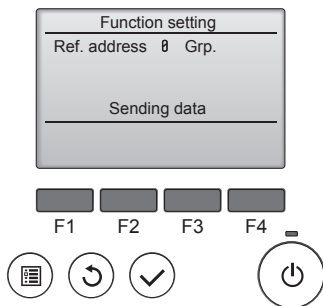 Function setting
Ref. address 0 Grp.
Sending data
F1 F2 F3 F4